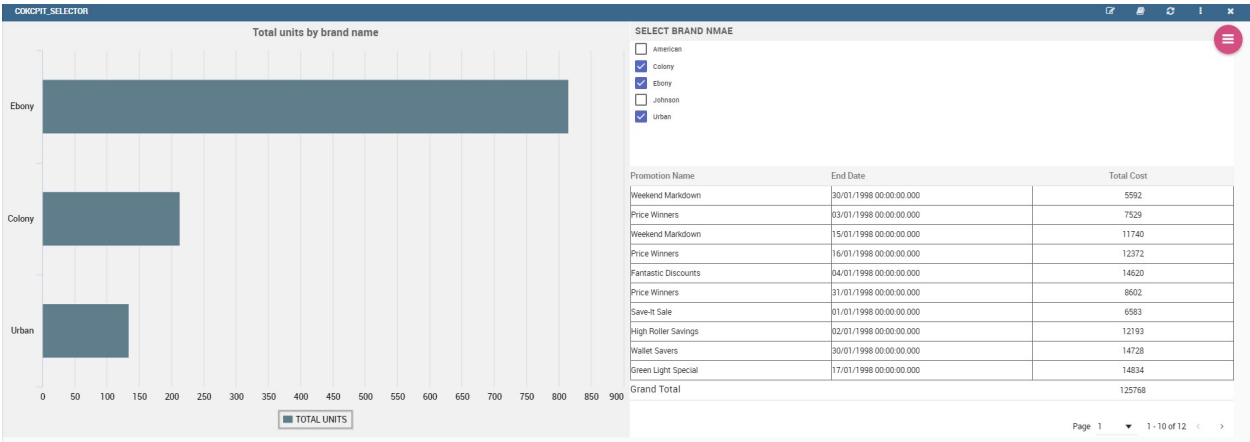 COKCPIT_SELECTOR
Total units by brand name
Ebony
Colony
Urban
0 50 100 150 200 250 300 350 400 450 500 550 600 650 700 750 800 850 900
TOTAL UNITS
SELECT BRAND NMAE
American
Colony
Ebony
Johnson
Urban
Promotion Name End Date Total Cost
Weekend Markdown 30/01/1998 00:00:00.000 5592
Price Winners 03/01/1998 00:00:00.000 7529
Weekend Markdown 15/01/1998 00:00:00.000 11740
Price Winners 16/01/1998 00:00:00.000 12372
Fantastic Discounts 04/01/1998 00:00:00.000 14620
Price Winners 31/01/1998 00:00:00.000 8602
Save-It Sale 01/01/1998 00:00:00.000 6583
High Roller Savings 02/01/1998 00:00:00.000 12193
Wallet Savers 30/01/1998 00:00:00.000 14728
Green Light Special 17/01/1998 00:00:00.000 14834
Grand Total 125768
Page 1 1 - 10 of 12